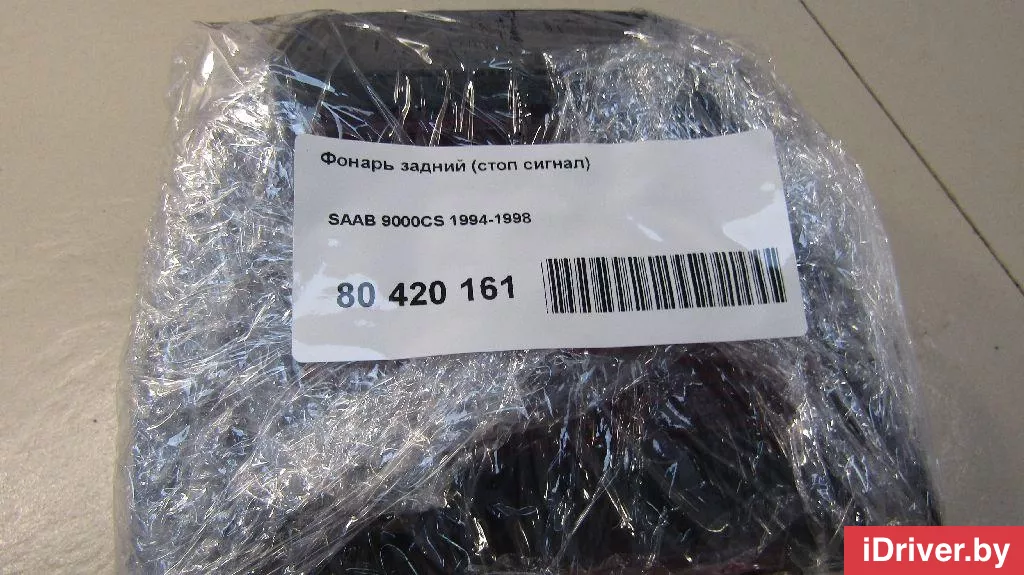 Фонарь задний (стоп сигнал)
SAAB 9000CS 1994-1998
80 420 161
iDriver.by